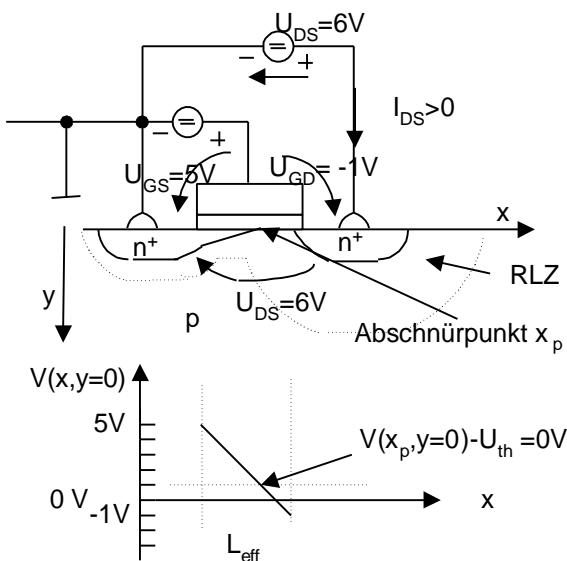 U_DS=6V
− = +
I_DS>0
− = +
U_GS=5V
U_GD= -1V
x
n⁺
n⁺
RLZ
y
U_DS=6V
p
Abschnürpunkt x_p
V(x,y=0)
5V
V(x_p,y=0)-U_th =0V
0 V
x
-1V
L_eff